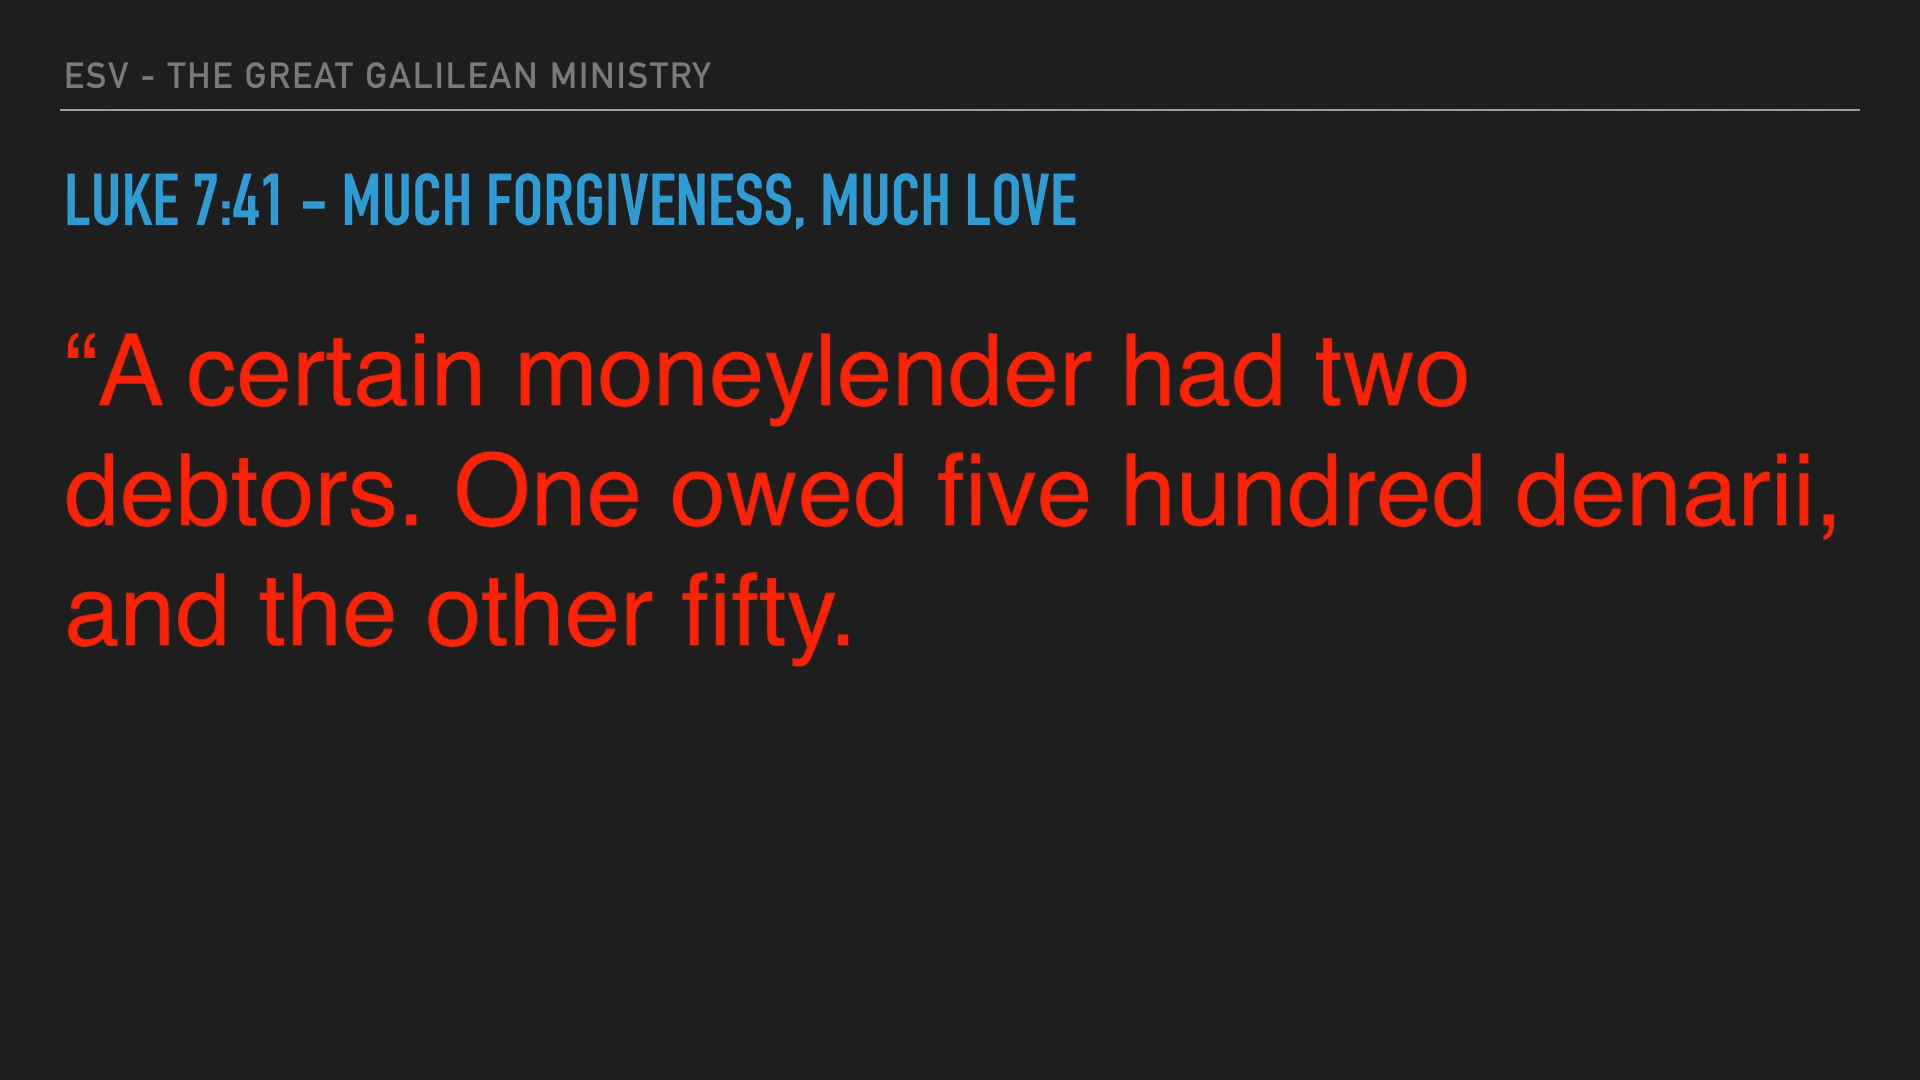 ESV - THE GREAT GALILEAN MINISTRY
LUKE 7:41 - MUCH FORGIVENESS, MUCH LOVE
“A certain moneylender had two
debtors. One owed five hundred denarii,
and the other fifty.